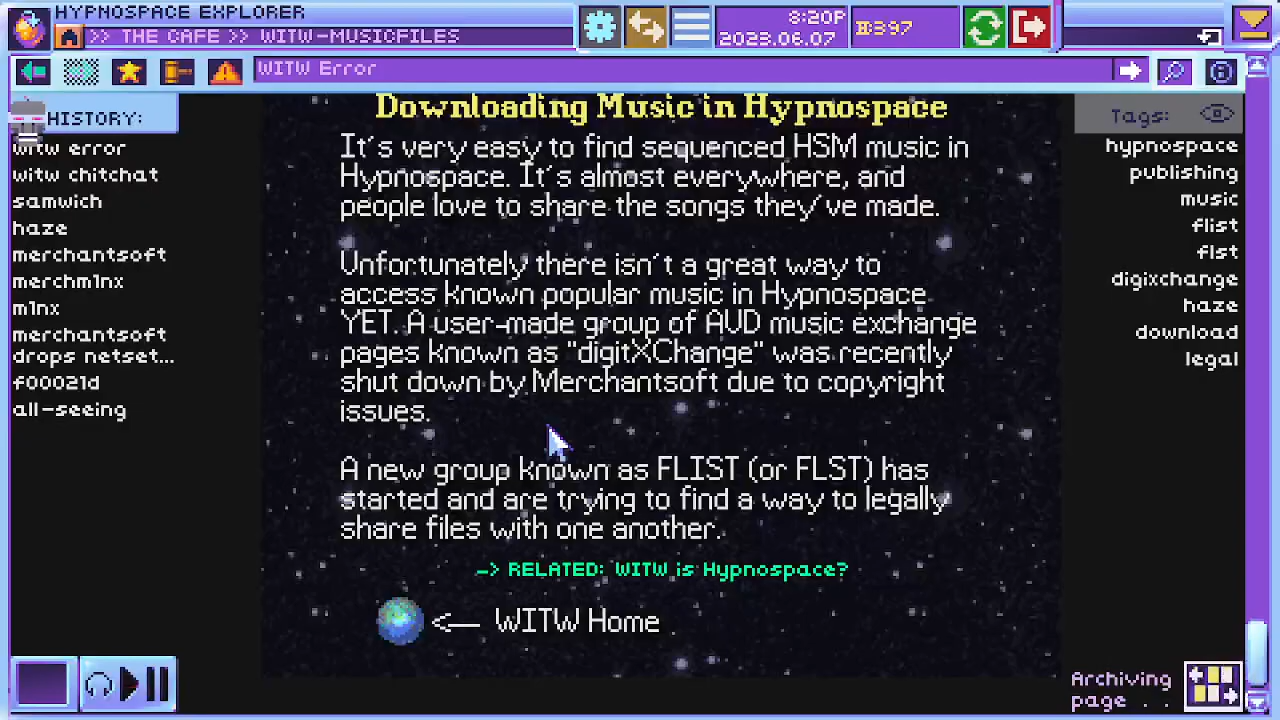 HYPNOSPACE EXPLORER
>> THE CAFE >> WITW-MUSICFILES
8:20P
2023.06.07
397
WITW Error
HISTORY:
witw error
witw chitchat
samwich
haze
merchantsoft
merchm1nx
m1nx
merchantsoft
drops netset...
f00021d
all-seeing
Downloading Music in Hypnospace
It's very easy to find sequenced HSM music in
Hypnospace. It's almost everywhere, and
people love to share the songs they've made.
Unfortunately there isn't a great way to
access known popular music in Hypnospace
YET. A user-made group of AVD music exchange
pages known as "digitXChange" was recently
shut down by Merchantsoft due to copyright
issues.
A new group known as FLIST (or FLST) has
started and are trying to find a way to legally
share files with one another.
-> RELATED: WITW is Hypnospace?
<-- WITW Home
Tags:
hypnospace
publishing
music
flist
flst
digixchange
haze
download
legal
Archiving
page . .